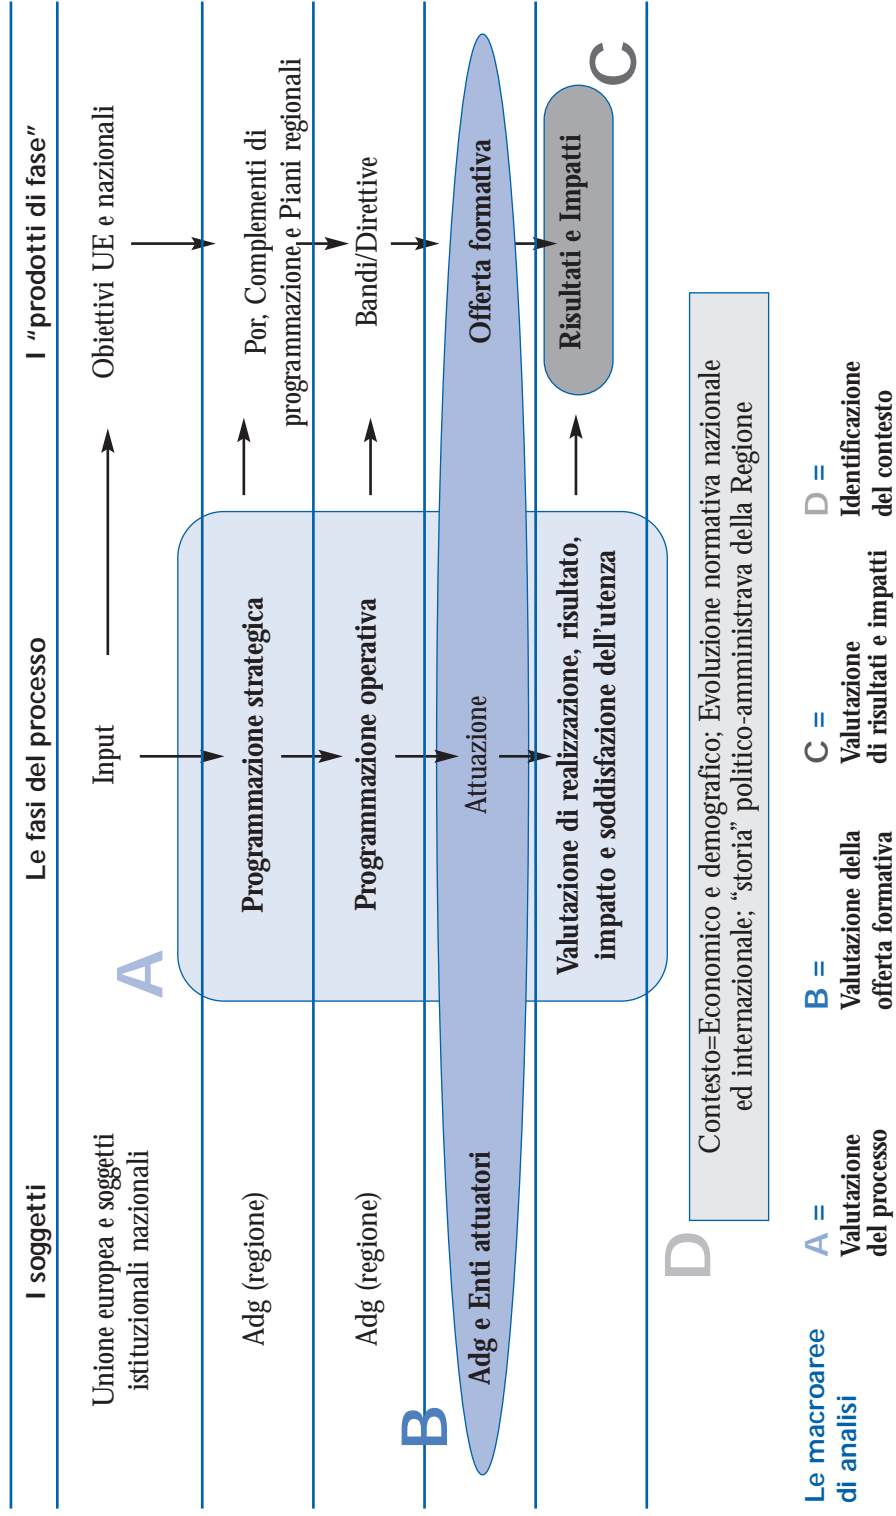 I soggetti
Le fasi del processo
I “prodotti di fase”
Unione europea e soggetti
istituzionali nazionali
Input
Obiettivi UE e nazionali
A
Adg (regione)
Programmazione strategica
Por, Complementi di
programmazione e Piani regionali
Adg (regione)
Programmazione operativa
Bandi/Direttive
B
Adg e Enti attuatori
Attuazione
Offerta formativa
Valutazione di realizzazione, risultato,
impatto e soddisfazione dell'utenza
Risultati e Impatti
C
D
Contesto=Economico e demografico; Evoluzione normativa nazionale
ed internazionale; “storia” politico-amministrava della Regione
Le macroaree
di analisi
A =
Valutazione
del processo
B =
Valutazione della
offerta formativa
C =
Valutazione
di risultati e impatti
D =
Identificazione
del contesto